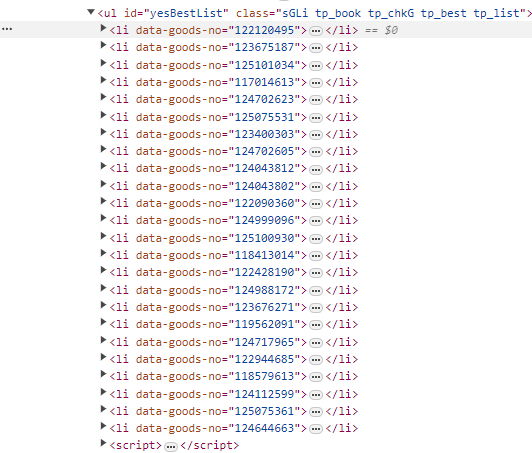 ▼<ul id="yesBestList" class="sGLi tp_book tp_chkG tp_best tp_list">
… ▶<li data-goods-no="122120495">…</li> == $0
▶<li data-goods-no="123675187">…</li>
▶<li data-goods-no="125101034">…</li>
▶<li data-goods-no="117014613">…</li>
▶<li data-goods-no="124702623">…</li>
▶<li data-goods-no="125075531">…</li>
▶<li data-goods-no="123400303">…</li>
▶<li data-goods-no="124702605">…</li>
▶<li data-goods-no="124043812">…</li>
▶<li data-goods-no="124043802">…</li>
▶<li data-goods-no="122090360">…</li>
▶<li data-goods-no="124999096">…</li>
▶<li data-goods-no="125100930">…</li>
▶<li data-goods-no="118413014">…</li>
▶<li data-goods-no="122428190">…</li>
▶<li data-goods-no="124988172">…</li>
▶<li data-goods-no="123676271">…</li>
▶<li data-goods-no="119562091">…</li>
▶<li data-goods-no="124717965">…</li>
▶<li data-goods-no="122944685">…</li>
▶<li data-goods-no="118579613">…</li>
▶<li data-goods-no="124112599">…</li>
▶<li data-goods-no="125075361">…</li>
▶<li data-goods-no="124644663">…</li>
▶<script>…</script>